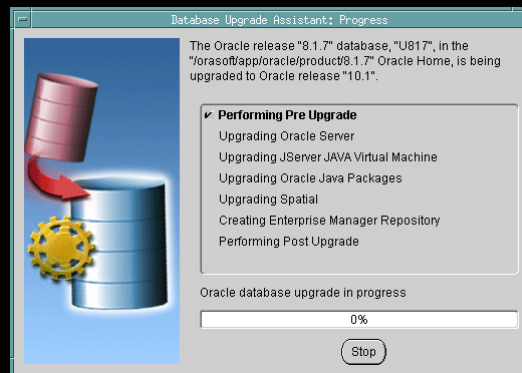 Database Upgrade Assistant: Progress
The Oracle release "8.1.7" database, "U817", in the
"/orasoft/app/oracle/product/8.1.7" Oracle Home, is being
upgraded to Oracle release "10.1".
Performing Pre Upgrade
Upgrading Oracle Server
Upgrading JServer JAVA Virtual Machine
Upgrading Oracle Java Packages
Upgrading Spatial
Creating Enterprise Manager Repository
Performing Post Upgrade
Oracle database upgrade in progress
0%
Stop